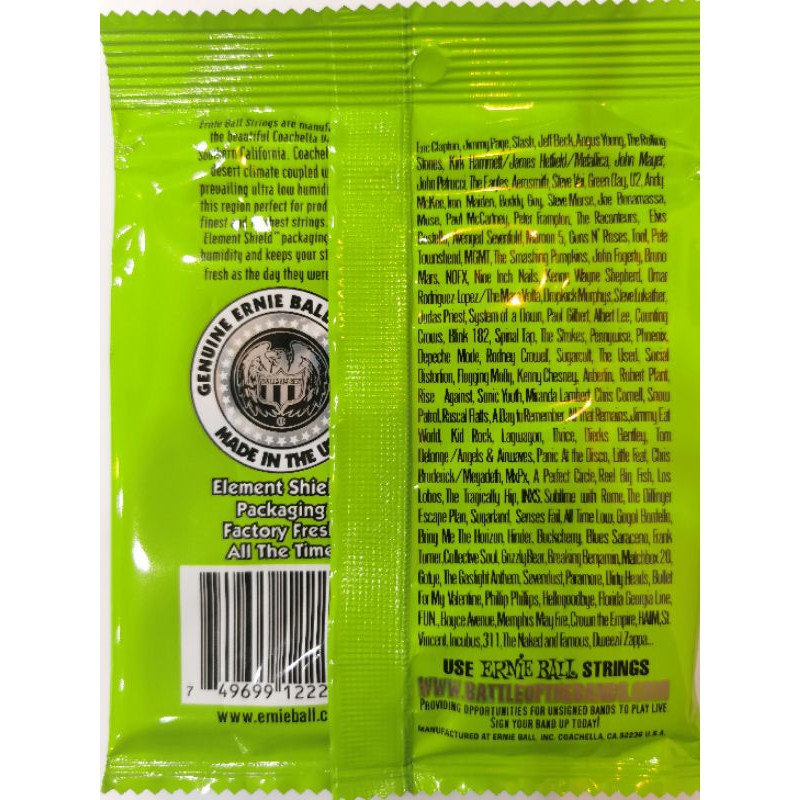 Ernie Ball Strings are manufa
the beautiful Coachella V
Southern California. Coachel
desert climate coupled w
prevailing ultra low humidi
this region perfect for prod
finest and freshest strings.
Element Shield™ packaging
humidity and keeps your st
fresh as the day they were
GENUINE ERNIE BALL
BALLS ERNIE
MADE IN THE U
Element Shiel
Packaging
Factory Fresh
All The Time
7 49699 1222
www.ernieball.c
Eric Clapton, Jimmy Page, Slash, Jeff Beck, Angus Young, The Rolling
Stones, Kirk Hammett/James Hetfield/Metallica, John Mayer,
John Petrucci, The Eagles, Aerosmith, Steve Vai, Green Day, U2, Andy
McKee, Iron Maiden, Buddy Guy, Steve Morse, Joe Bonamassa,
Muse, Paul McCartney, Peter Frampton, The Raconteurs, Elvis
Costello, Avenged Sevenfold, Maroon 5, Guns N' Roses, Tool, Pete
Townshend, MGMT, The Smashing Pumpkins, John Fogerty, Bruno
Mars, NOFX, Nine Inch Nails, Kenny Wayne Shepherd, Omar
Rodriguez Lopez/The Mars Volta, Dropkick Murphys, Steve Lukather,
Judas Priest, System of a Down, Paul Gilbert, Albert Lee, Counting
Crows, Blink 182, Spinal Tap, The Strokes, Pennywise, Phoenix,
Depeche Mode, Rodney Crowell, Sugarcult, The Used, Social
Distortion, Flogging Molly, Kenny Chesney, Anberlin, Robert Plant,
Rise Against, Sonic Youth, Miranda Lambert, Chris Cornell, Snow
Patrol, Rascal Flatts, A Day to Remember, All That Remains, Jimmy Eat
World, Kid Rock, Lagwagon, Thrice, Dierks Bentley, Tom
Delonge/Angels & Airwaves, Panic At the Disco, Little Feat, Chris
Broderick/Megadeth, MxPx, A Perfect Circle, Reel Big Fish, Los
Lobos, The Tragically Hip, INXS, Sublime with Rome, The Dillinger
Escape Plan, Sugarland, Senses Fail, All Time Low, Gogol Bordello,
Bring Me The Horizon, Hinder, Buckcherry, Blues Saraceno, Frank
Turner, Collective Soul, Grizzly Bear, Breaking Benjamin, Matchbox 20,
Gotye, The Gaslight Anthem, Sevendust, Paramore, Dirty Heads, Bullet
For My Valentine, Phillip Phillips, Hellogoodbye, Florida Georgia Line,
FUN., Boyce Avenue, Memphis May Fire, Crown the Empire, HAIM, St.
Vincent, Incubus, 311, The Naked and Famous, Dweezil Zappa...
USE ERNIE BALL STRINGS
WWW.BATTLEOFTHEBANDS.COM
PROVIDING OPPORTUNITIES FOR UNSIGNED BANDS TO PLAY LIVE
SIGN YOUR BAND UP TODAY!
MANUFACTURED AT ERNIE BALL, INC. COACHELLA, CA 92236 U.S.A.